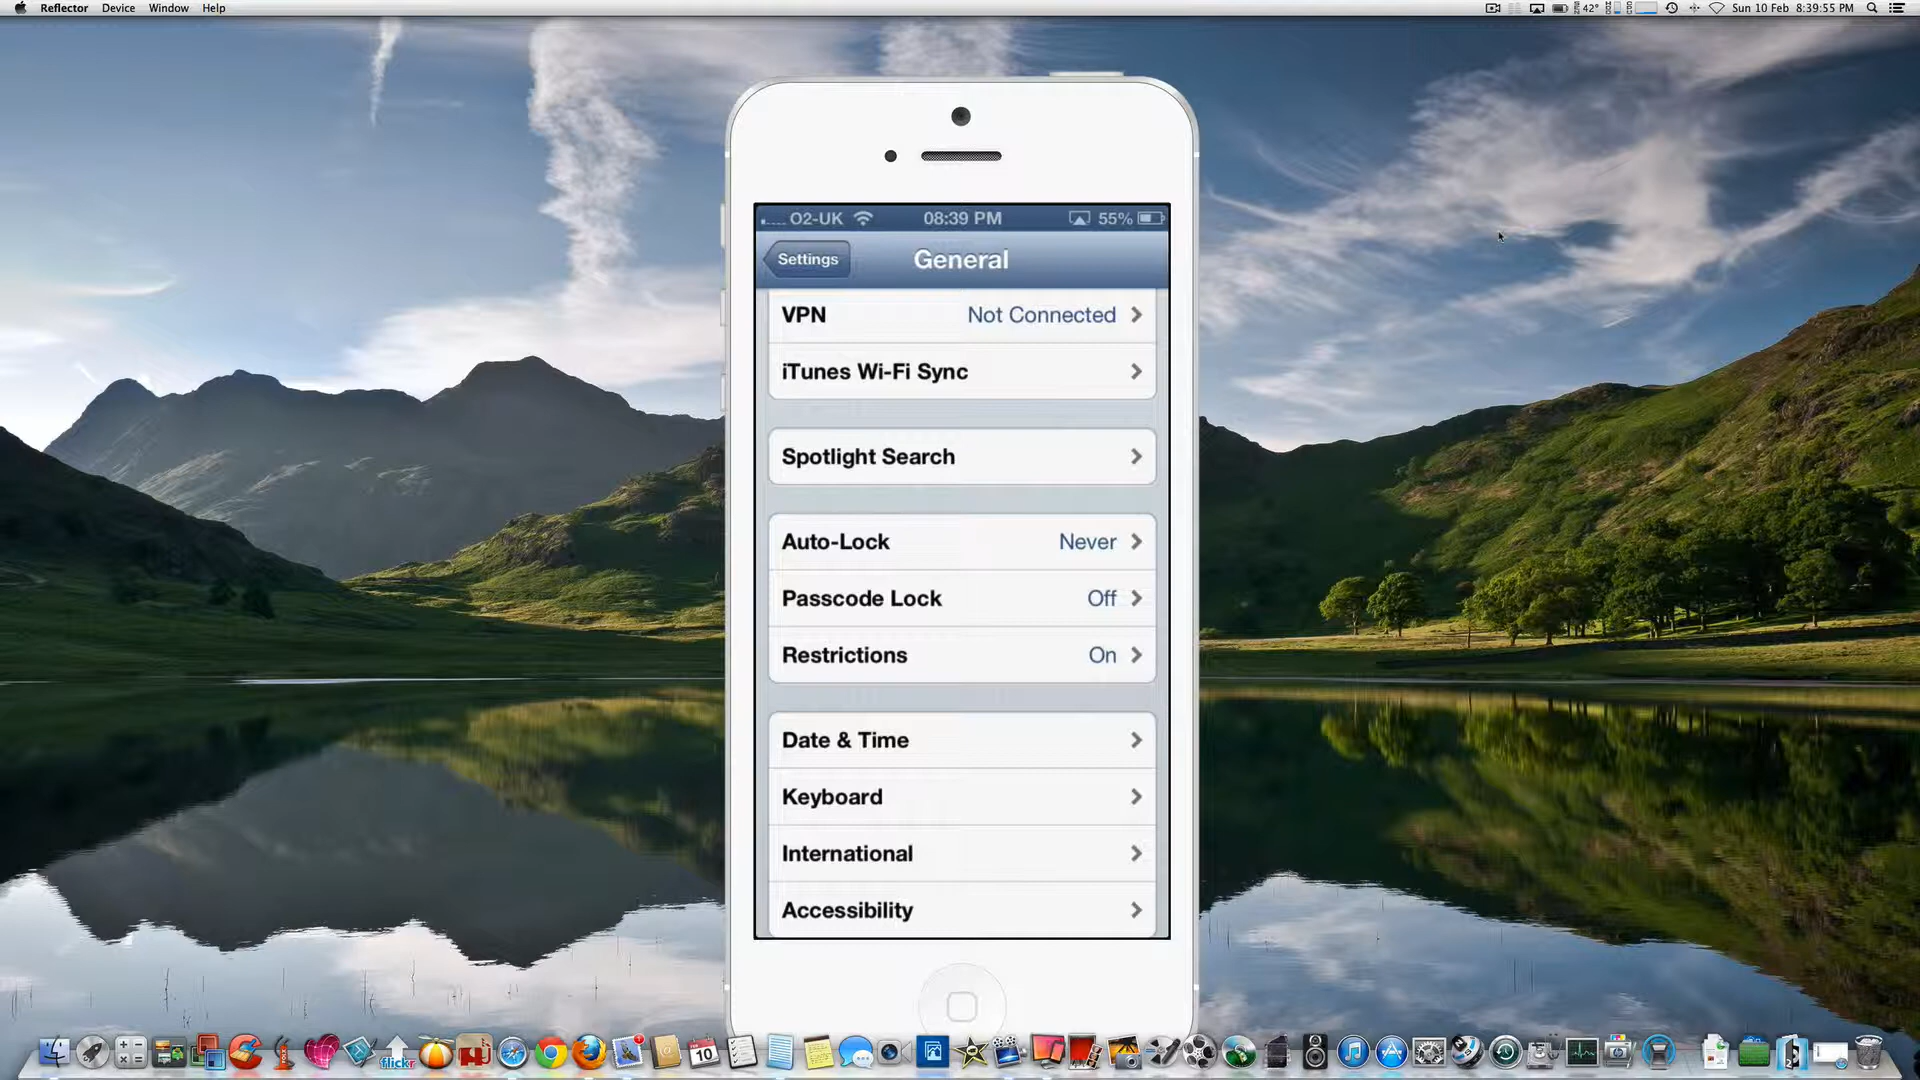 Reflector Device Window Help
42° Sun 10 Feb 8:39:55 PM
O2-UK 08:39 PM 55%
Settings General
VPN Not Connected
iTunes Wi-Fi Sync
Spotlight Search
Auto-Lock Never
Passcode Lock Off
Restrictions On
Date & Time
Keyboard
International
Accessibility
flickr
10